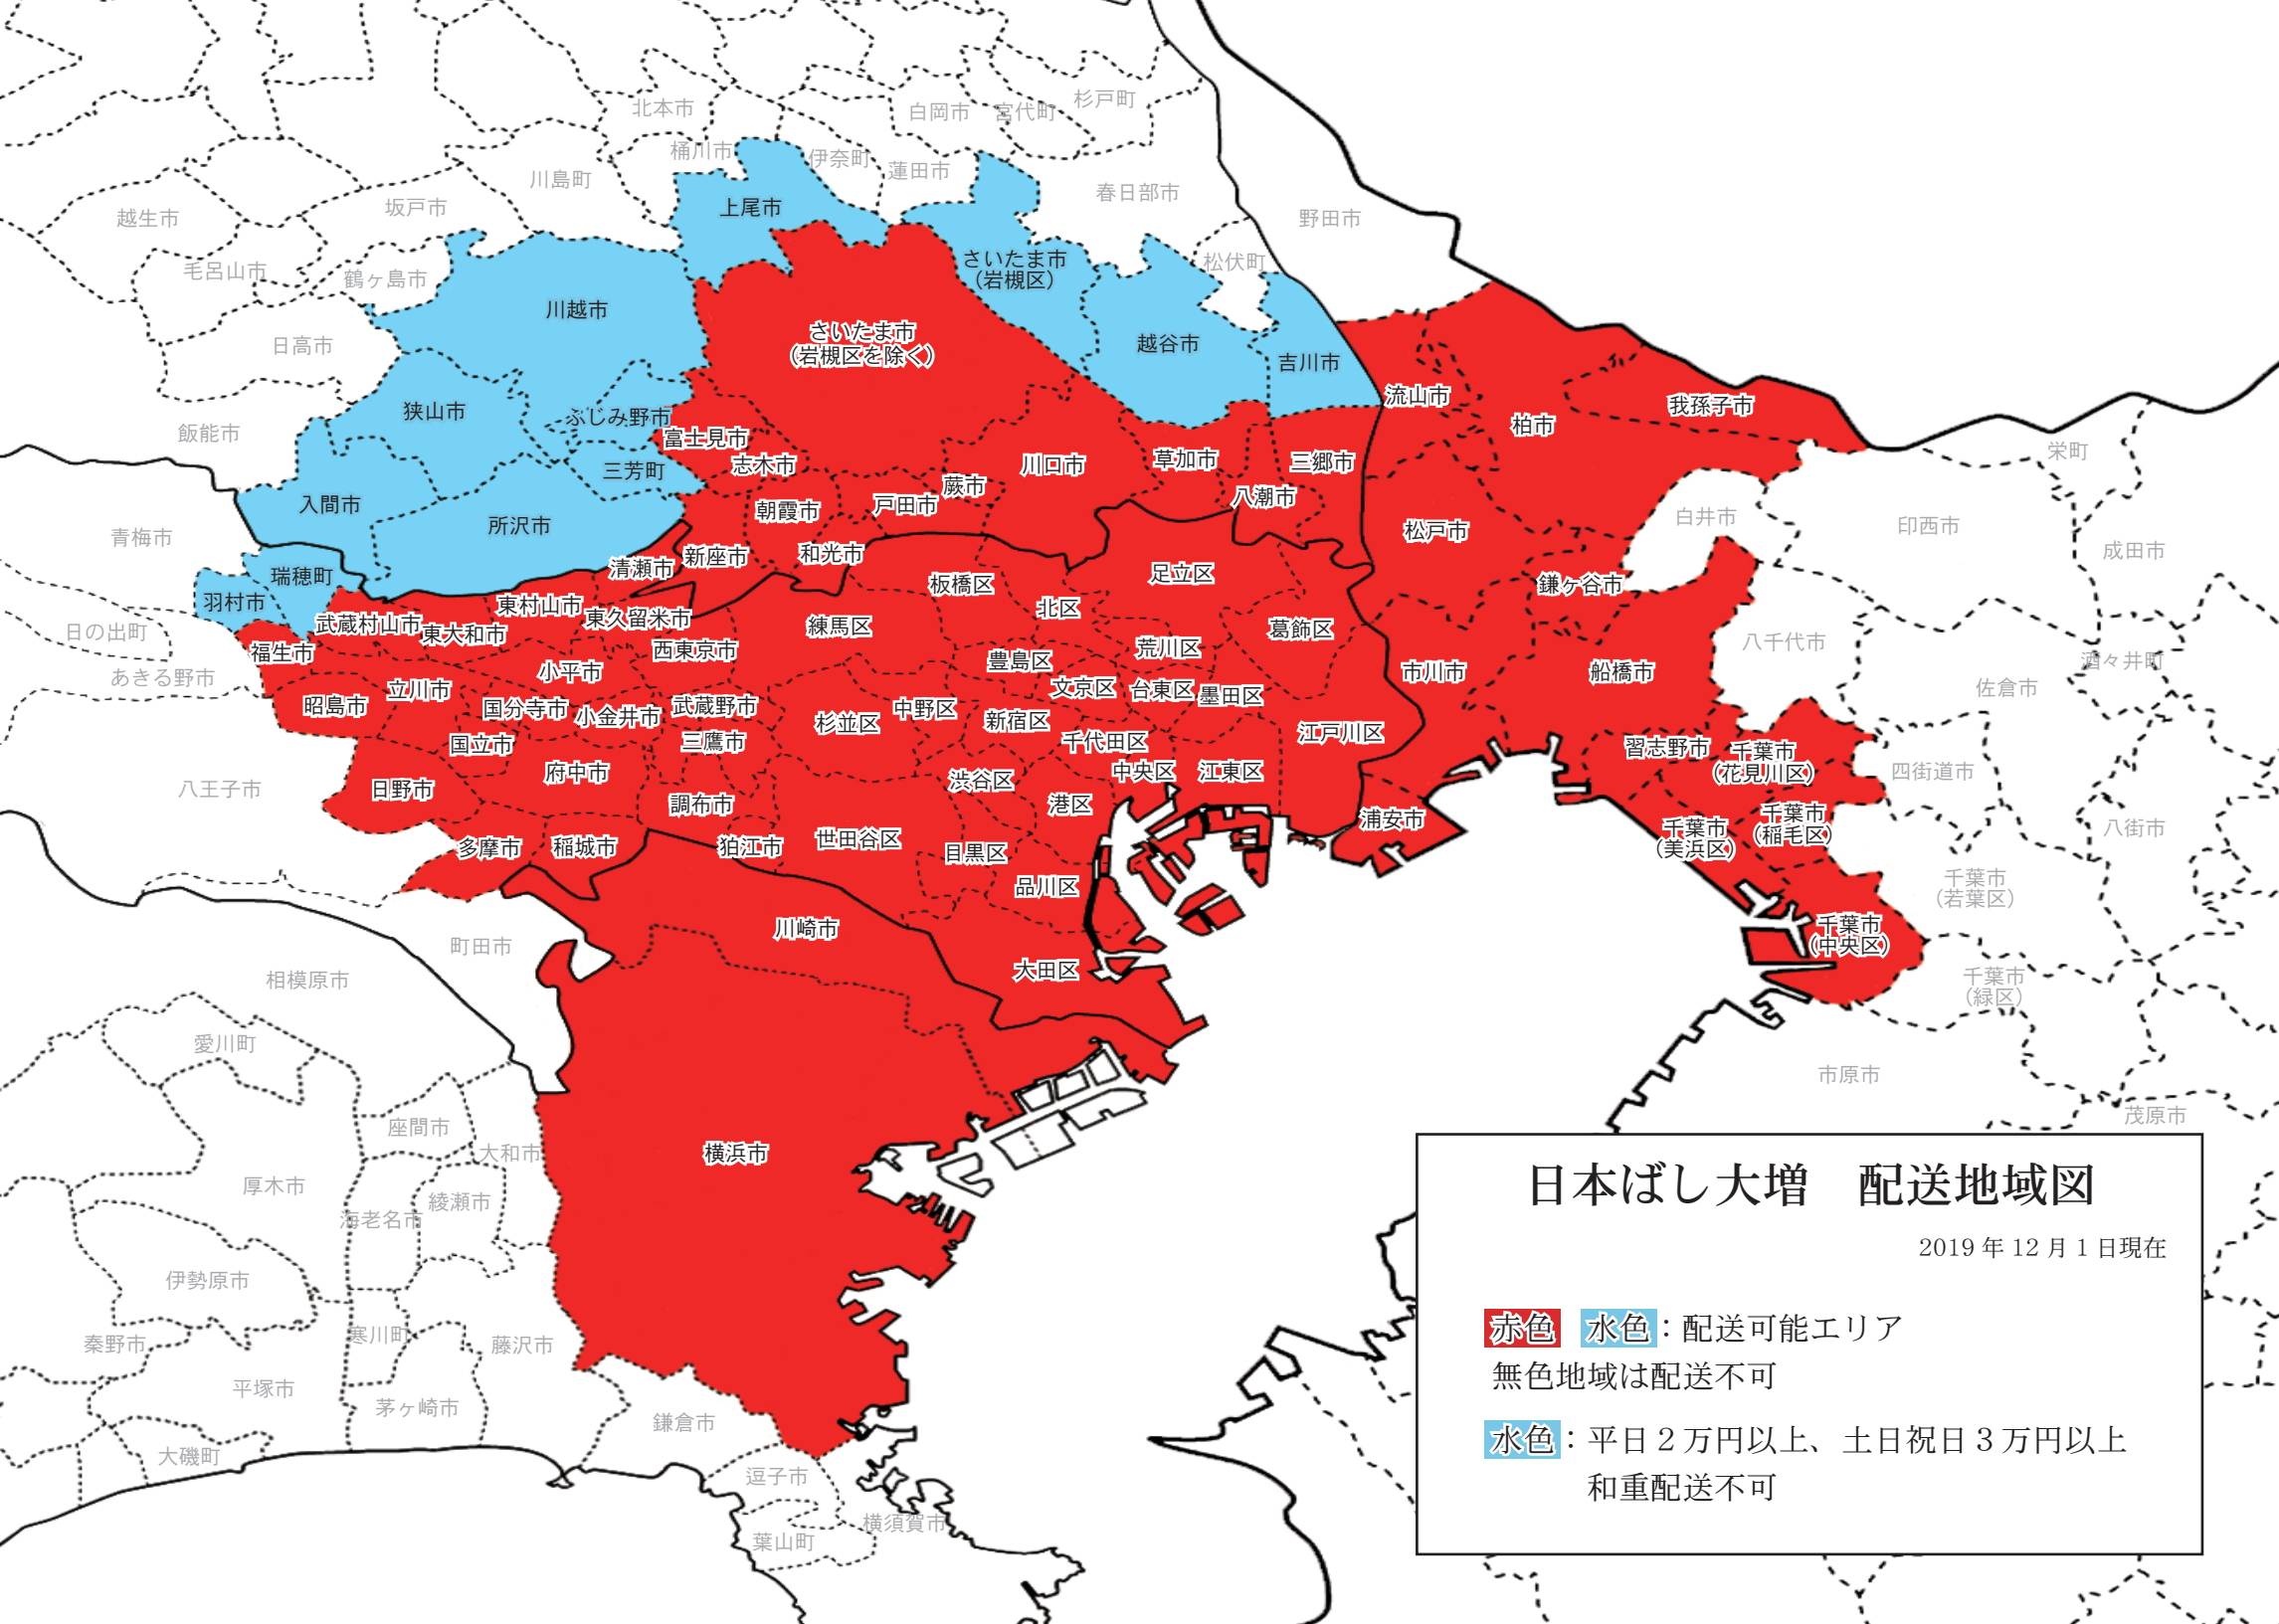 北本市
白岡市
宮代町
杉戸町
桶川市
伊奈町
蓮田市
川島町
春日部市
坂戸市
上尾市
越生市
野田市
毛呂山市
鶴ヶ島市
さいたま市
(岩槻区)
松伏町
川越市
さいたま市
(岩槻区を除く)
日高市
越谷市
吉川市
流山市
我孫子市
狭山市
ふじみ野市
柏市
飯能市
富士見市
栄町
志木市
川口市
草加市
三郷市
三芳町
蕨市
八潮市
入間市
戸田市
朝霞市
所沢市
白井市
印西市
松戸市
青梅市
成田市
新座市
和光市
清瀬市
瑞穂町
足立区
板橋区
鎌ヶ谷市
羽村市
東村山市
北区
武蔵村山市
東久留米市
練馬区
葛飾区
日の出町
東大和市
八千代市
福生市
西東京市
荒川区
豊島区
酒々井町
あきる野市
小平市
市川市
船橋市
立川市
文京区
台東区
墨田区
佐倉市
昭島市
国分寺市
小金井市
武蔵野市
中野区
杉並区
新宿区
江戸川区
国立市
三鷹市
千代田区
習志野市
千葉市
(花見川区)
府中市
中央区
江東区
四街道市
八王子市
日野市
渋谷区
調布市
港区
浦安市
千葉市
(稲毛区)
千葉市
(美浜区)
八街市
多摩市
稲城市
狛江市
世田谷区
目黒区
品川区
千葉市
(若葉区)
川崎市
千葉市
(中央区)
町田市
相模原市
大田区
千葉市
(緑区)
愛川町
市原市
茂原市
座間市
大和市
横浜市
厚木市
綾瀬市
海老名市
伊勢原市
秦野市
寒川町
藤沢市
平塚市
茅ヶ崎市
鎌倉市
大磯町
逗子市
横須賀市
葉山町
日本ばし大増　配送地域図
2019 年 12 月 1 日現在
赤色　水色：配送可能エリア
無色地域は配送不可
水色：平日２万円以上、土日祝日３万円以上
和重配送不可